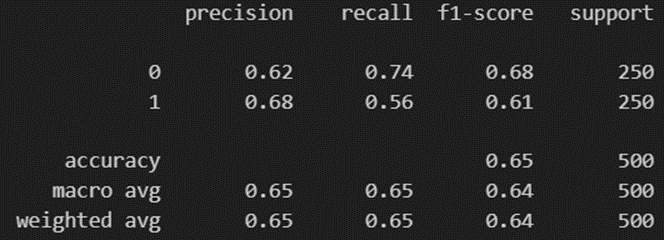 precision recall f1-score support
0 0.62 0.74 0.68 250
1 0.68 0.56 0.61 250
accuracy 0.65 500
macro avg 0.65 0.65 0.64 500
weighted avg 0.65 0.65 0.64 500